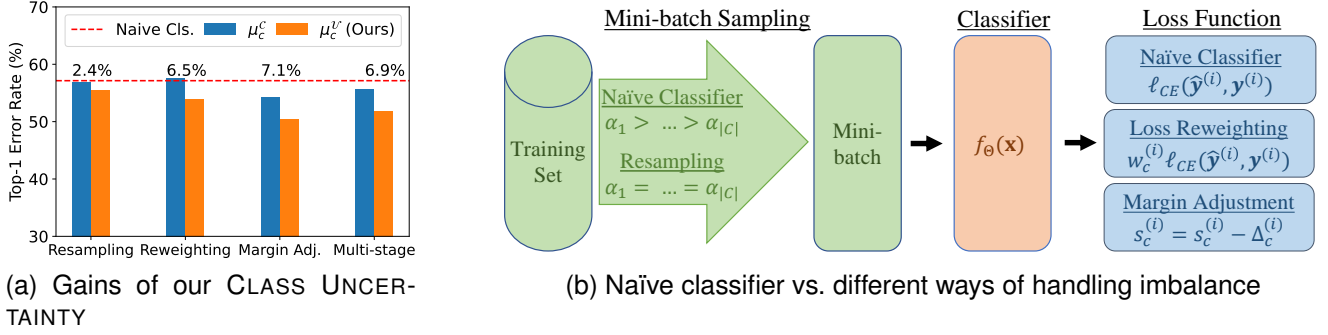 70
60
50
40
30
Top-1 Error Rate (%)
Naive Cls. μ_c^C μ_c^U (Ours)
2.4% 6.5% 7.1% 6.9%
Resampling Reweighting Margin Adj. Multi-stage
(a) Gains of our CLASS UNCER-
TAINTY
Mini-batch Sampling
Training
Set
Naïve Classifier
α_1 > ... > α_|C|
Resampling
α_1 = ... = α_|C|
Mini-
batch
Classifier
f_Θ(x)
Loss Function
Naïve Classifier
ℓ_CE(ŷ^(i), y^(i))
Loss Reweighting
w_c^(i) ℓ_CE(ŷ^(i), y^(i))
Margin Adjustment
s_c^(i) = s_c^(i) − Δ_c^(i)
(b) Naïve classifier vs. different ways of handling imbalance